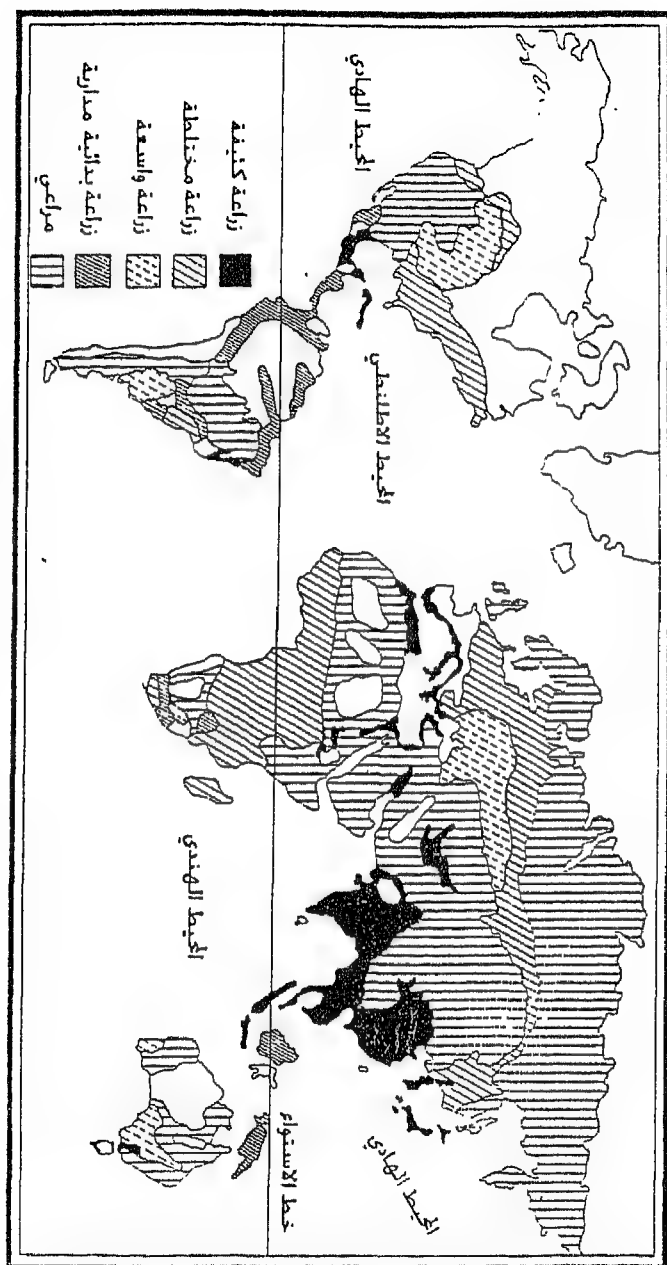 المحيط الهادي
المحيط الاطلنطي
المحيط الهندي
المحيط الهادي
خط الاستواء
زراعة كثيفة
زراعة مختلطة
زراعة واسعة
زراعة بدائية مدارية
مراعي